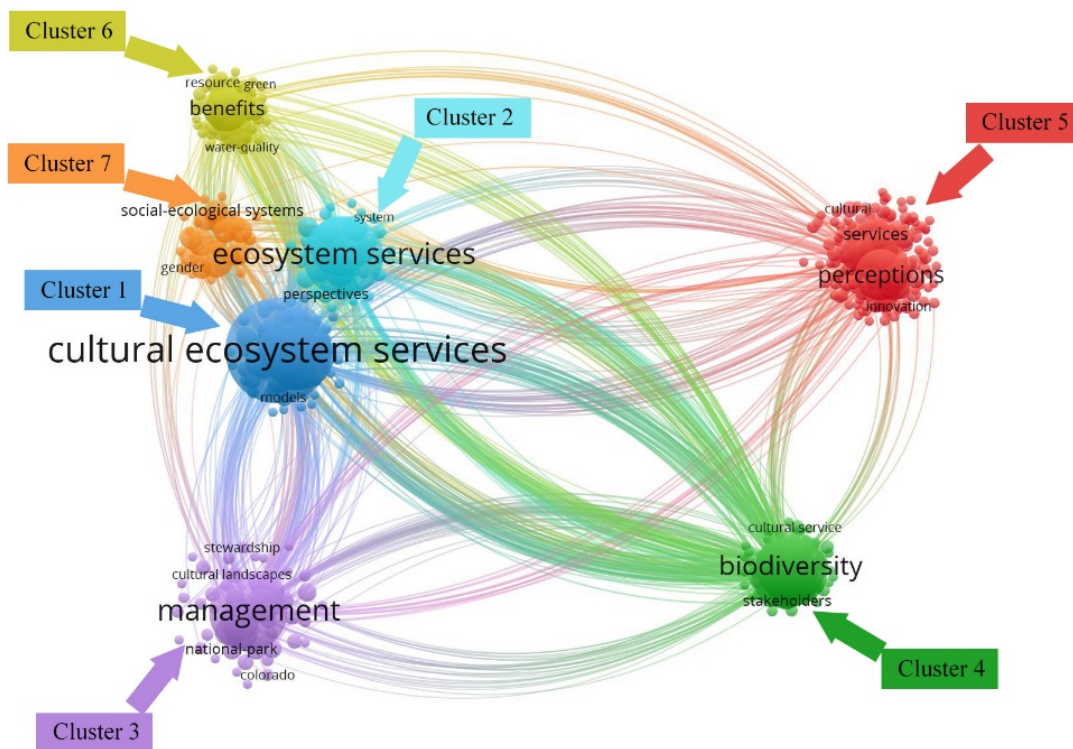 Cluster 6
resource
green
benefits
water-quality
Cluster 2
Cluster 5
Cluster 7
social-ecological systems
system
ecosystem services
gender
perspectives
cultural
services
perceptions
innovation
Cluster 1
cultural ecosystem services
models
stewardship
cultural landscapes
management
national-park
colorado
cultural service
biodiversity
stakeholders
Cluster 4
Cluster 3